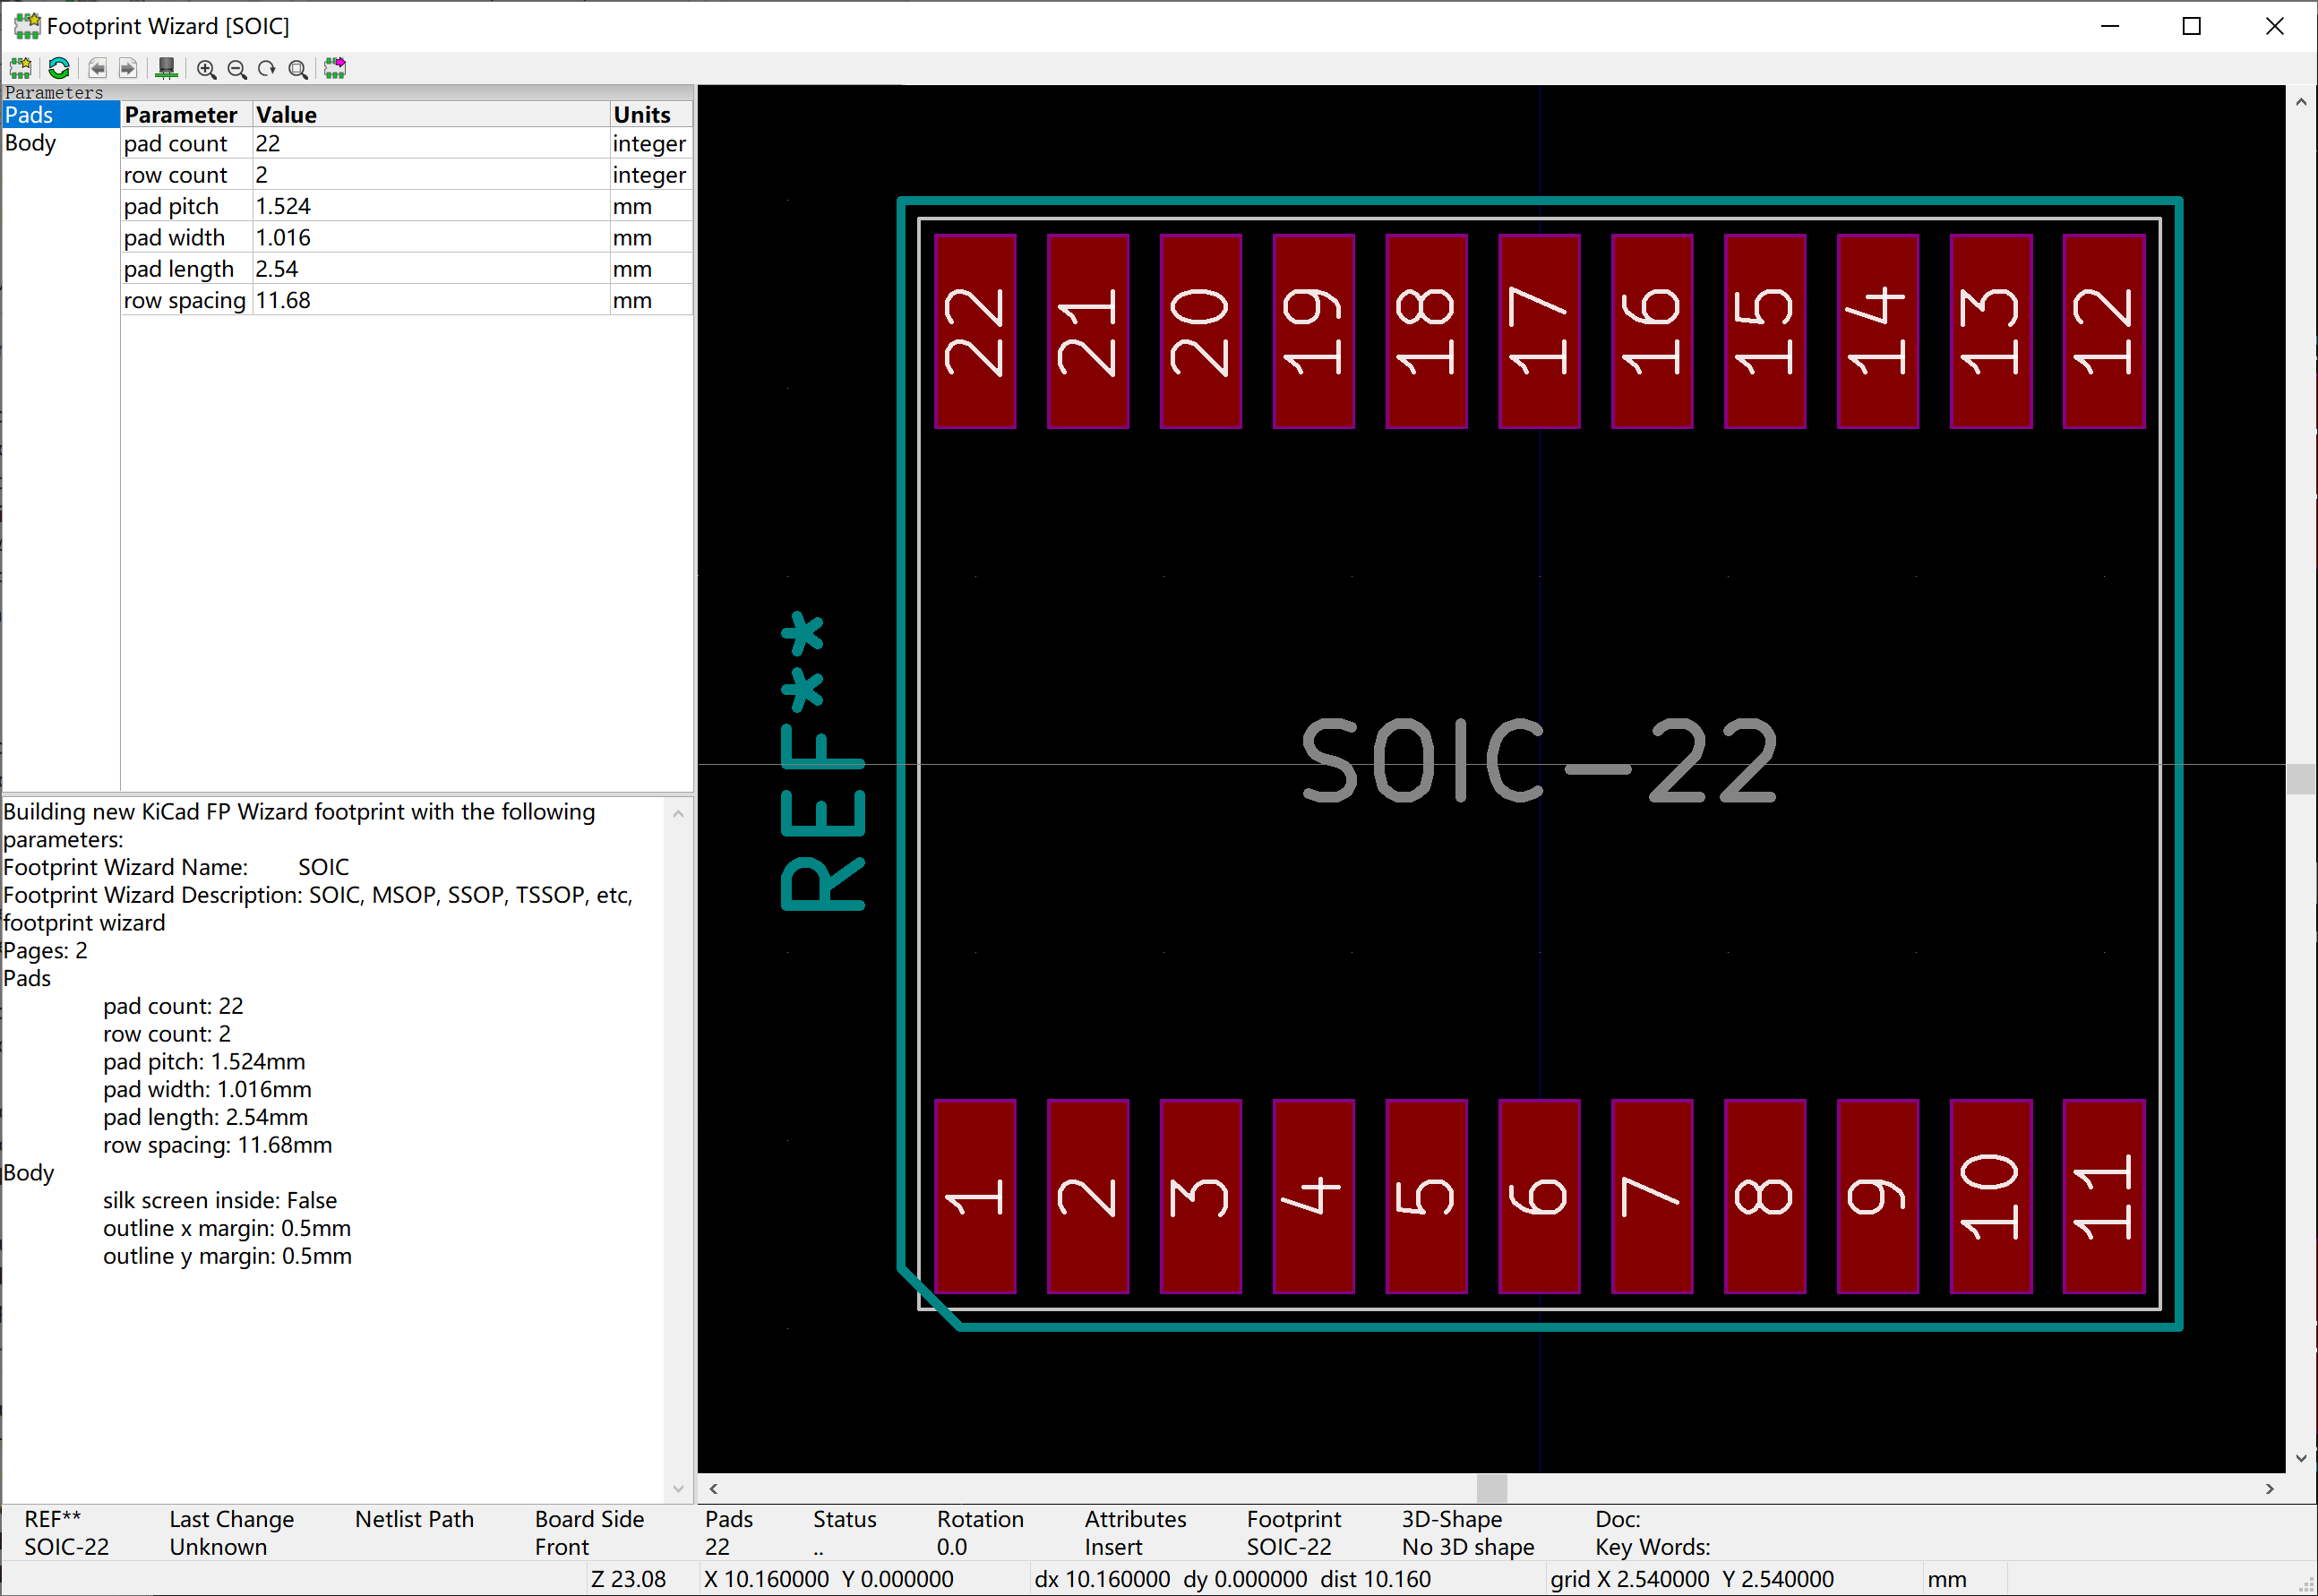 Footprint Wizard [SOIC]
Parameters
Pads
Body
Parameter Value Units
pad count 22 integer
row count 2 integer
pad pitch 1.524 mm
pad width 1.016 mm
pad length 2.54 mm
row spacing 11.68 mm
Building new KiCad FP Wizard footprint with the following
parameters:
Footprint Wizard Name: SOIC
Footprint Wizard Description: SOIC, MSOP, SSOP, TSSOP, etc,
footprint wizard
Pages: 2
Pads
pad count: 22
row count: 2
pad pitch: 1.524mm
pad width: 1.016mm
pad length: 2.54mm
row spacing: 11.68mm
Body
silk screen inside: False
outline x margin: 0.5mm
outline y margin: 0.5mm
22 21 20 19 18 17 16 15 14 13 12
REF**
SOIC-22
1 2 3 4 5 6 7 8 9 10 11
REF** Last Change Netlist Path Board Side Pads Status Rotation Attributes Footprint 3D-Shape Doc:
SOIC-22 Unknown Front 22 .. 0.0 Insert SOIC-22 No 3D shape Key Words:
Z 23.08 X 10.160000 Y 0.000000 dx 10.160000 dy 0.000000 dist 10.160 grid X 2.540000 Y 2.540000 mm